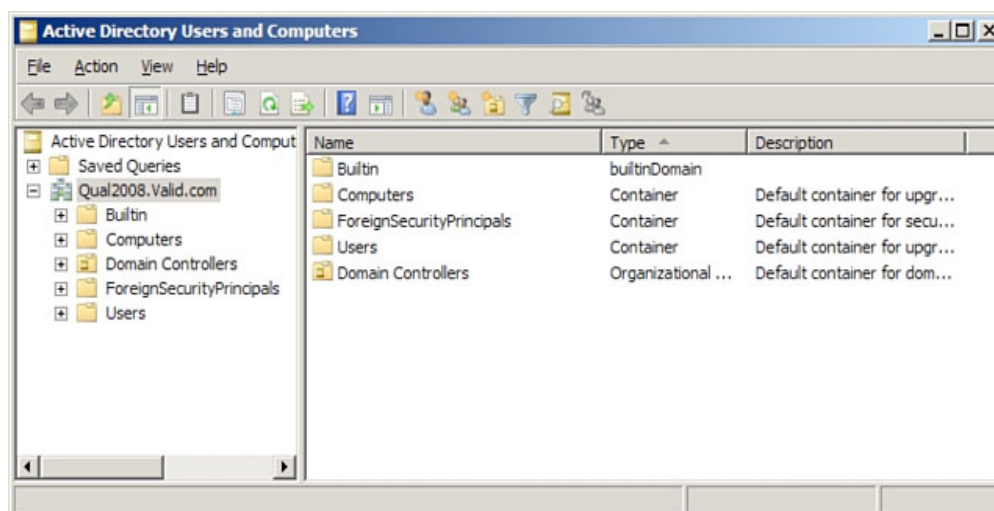 Active Directory Users and Computers
File Action View Help
Active Directory Users and Comput
Saved Queries
Qual2008.Valid.com
Builtin
Computers
Domain Controllers
ForeignSecurityPrincipals
Users
Name Type Description
Builtin builtinDomain
Computers Container Default container for upgr...
ForeignSecurityPrincipals Container Default container for secu...
Users Container Default container for upgr...
Domain Controllers Organizational ... Default container for dom...